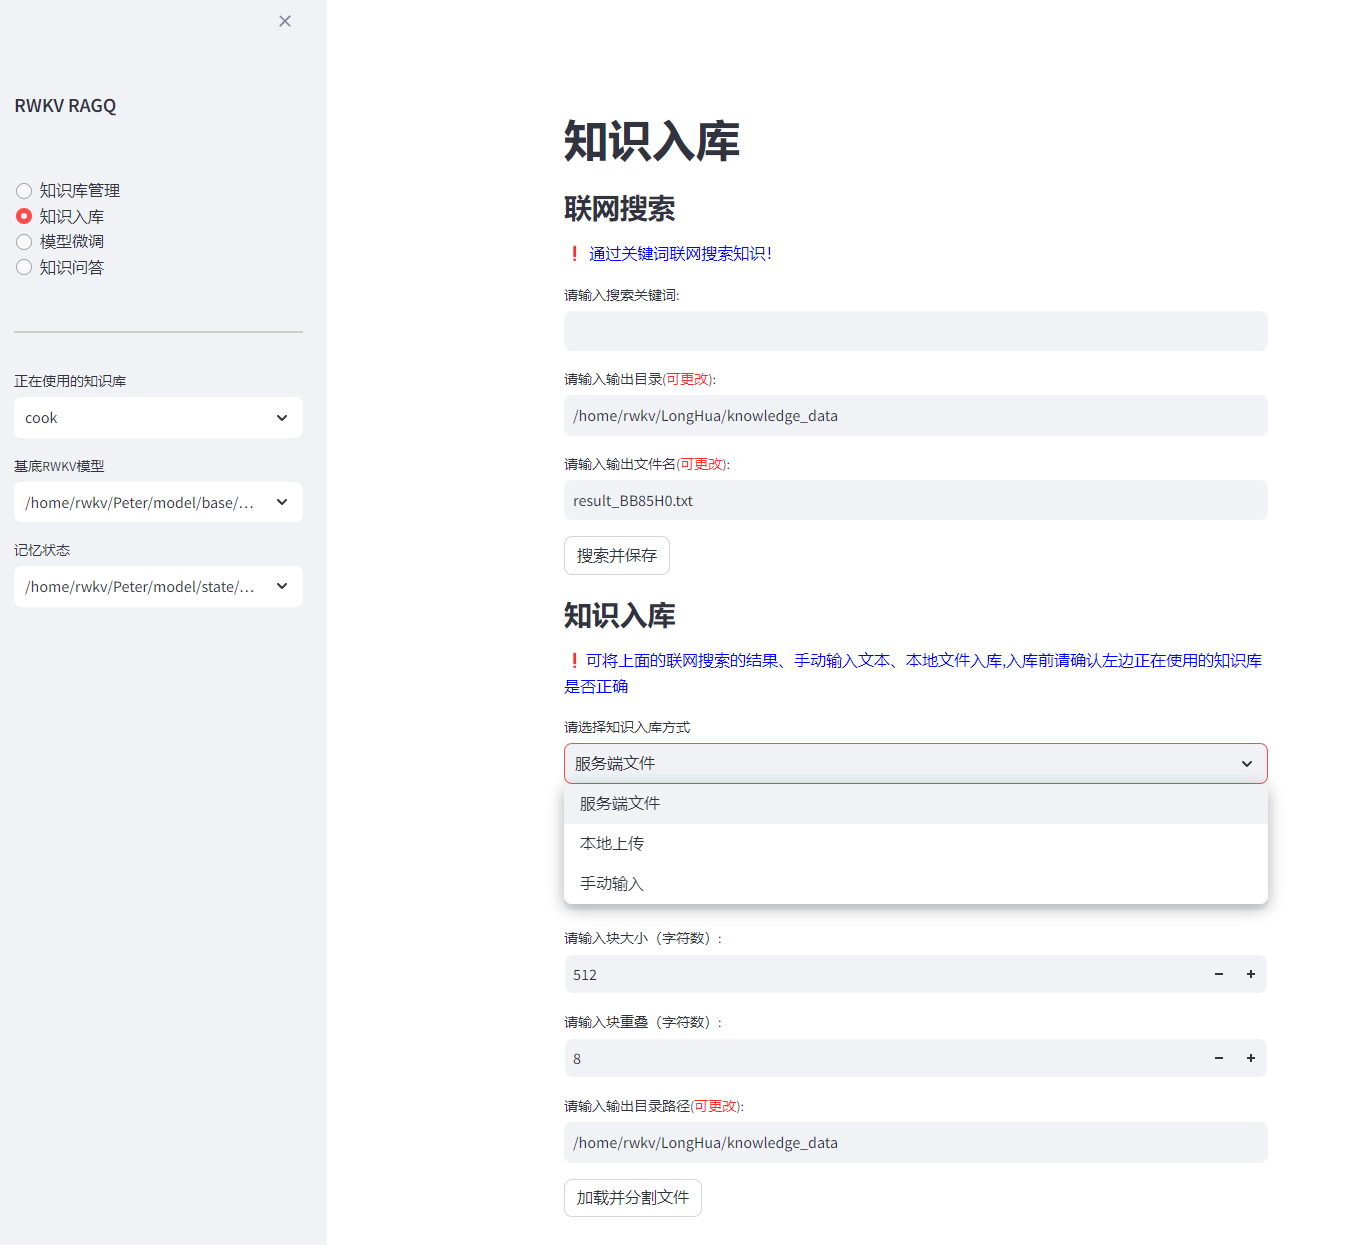 RWKV RAGQ
知识库管理
知识入库
模型微调
知识问答
正在使用的知识库
cook
基底RWKV模型
/home/rwkv/Peter/model/base/...
记忆状态
/home/rwkv/Peter/model/state/...
知识入库
联网搜索
❗ 通过关键词联网搜索知识!
请输入搜索关键词:
请输入输出目录(可更改):
/home/rwkv/LongHua/knowledge_data
请输入输出文件名(可更改):
result_BB85H0.txt
搜索并保存
知识入库
❗可将上面的联网搜索的结果、手动输入文本、本地文件入库,入库前请确认左边正在使用的知识库
是否正确
请选择知识入库方式
服务端文件
服务端文件
本地上传
手动输入
请输入块大小（字符数）:
512
请输入块重叠（字符数）:
8
请输入输出目录路径(可更改):
/home/rwkv/LongHua/knowledge_data
加载并分割文件